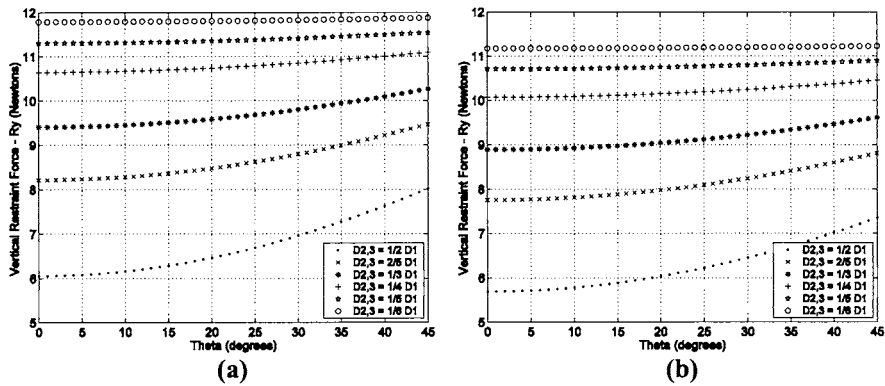 12
11
10
9
8
7
6
5
0 5 10 15 20 25 30 35 40 45
Vertical Restraint Force - Ry (Newtons)
Theta (degrees)
D2,3 = 1/2 D1
D2,3 = 2/5 D1
D2,3 = 1/3 D1
D2,3 = 1/4 D1
D2,3 = 1/5 D1
D2,3 = 1/6 D1
(a)
12
11
10
9
8
7
6
5
0 5 10 15 20 25 30 35 40 45
Vertical Restraint Force - Ry (Newtons)
Theta (degrees)
D2,3 = 1/2 D1
D2,3 = 2/5 D1
D2,3 = 1/3 D1
D2,3 = 1/4 D1
D2,3 = 1/5 D1
D2,3 = 1/6 D1
(b)